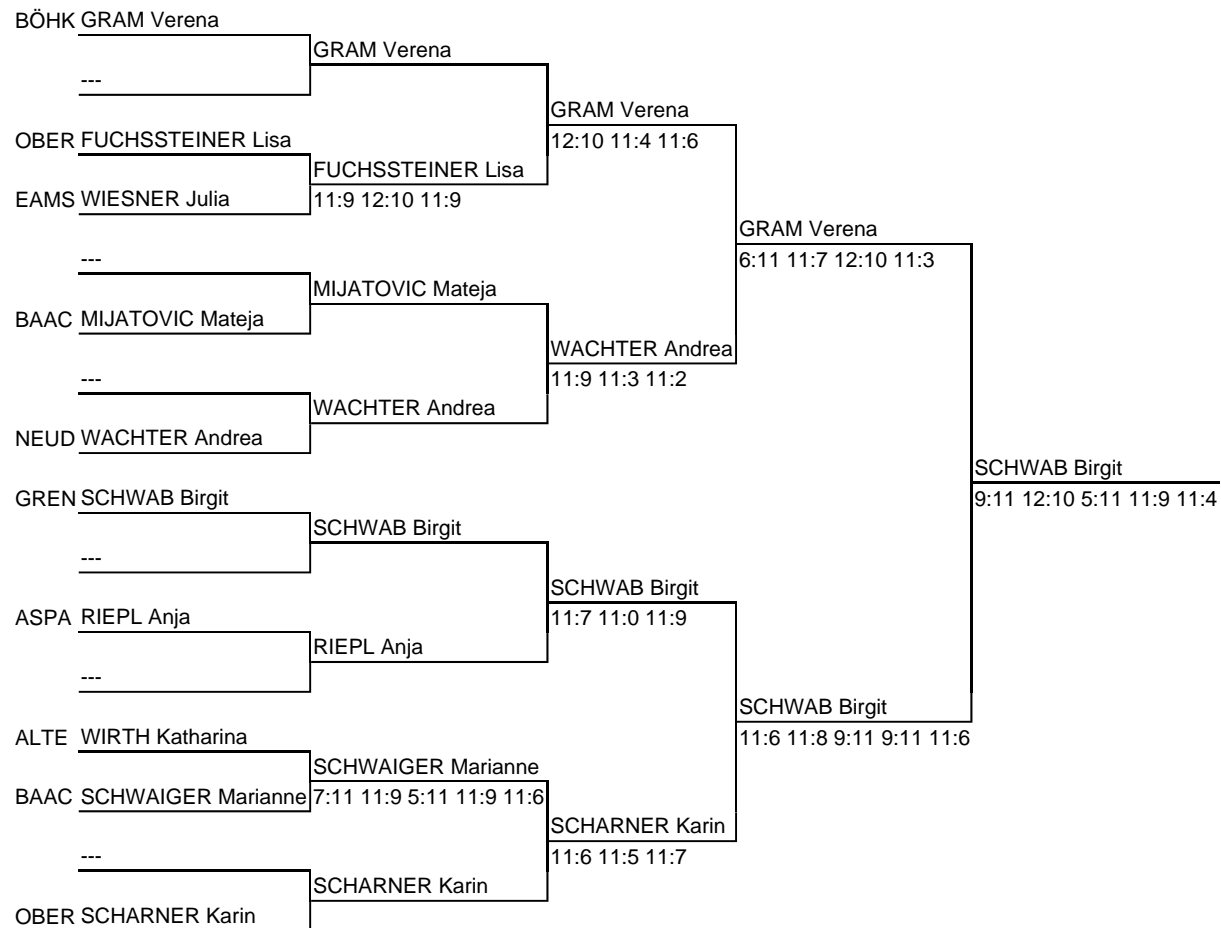 BÖHK GRAM Verena
GRAM Verena
---
GRAM Verena
OBER FUCHSSTEINER Lisa
12:10 11:4 11:6
FUCHSSTEINER Lisa
EAMS WIESNER Julia
11:9 12:10 11:9
GRAM Verena
---
6:11 11:7 12:10 11:3
MIJATOVIC Mateja
BAAC MIJATOVIC Mateja
WACHTER Andrea
---
11:9 11:3 11:2
WACHTER Andrea
NEUD WACHTER Andrea
SCHWAB Birgit
GREN SCHWAB Birgit
9:11 12:10 5:11 11:9 11:4
SCHWAB Birgit
---
SCHWAB Birgit
ASPA RIEPL Anja
11:7 11:0 11:9
RIEPL Anja
---
SCHWAB Birgit
ALTE WIRTH Katharina
11:6 11:8 9:11 9:11 11:6
SCHWAIGER Marianne
BAAC SCHWAIGER Marianne
7:11 11:9 5:11 11:9 11:6
SCHARNER Karin
---
11:6 11:5 11:7
SCHARNER Karin
OBER SCHARNER Karin